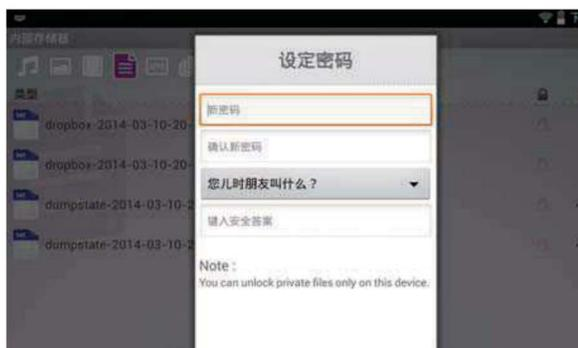 内部存储器
设定密码
类型
新密码
dropbox-2014-03-10-20-
确认新密码
dropbox-2014-03-10-20-
您儿时朋友叫什么？
dumpstate-2014-03-10-2
键入安全答案
dumpstate-2014-03-10-2
Note :
You can unlock private files only on this device.